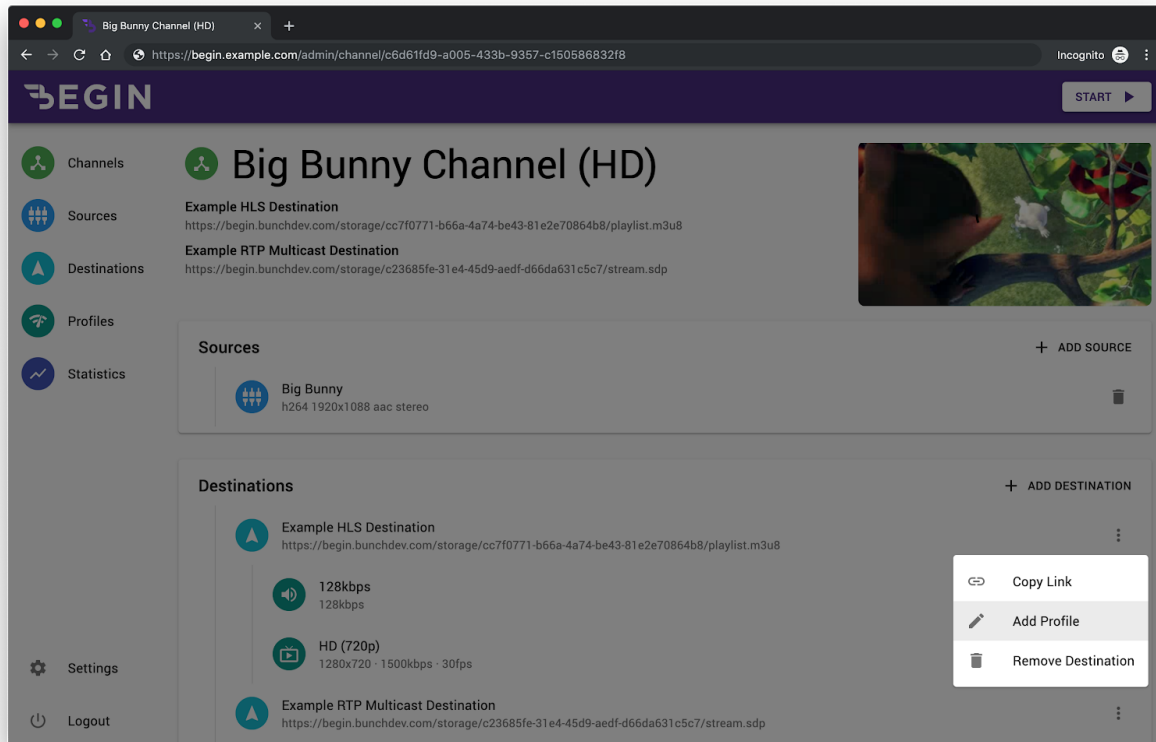 Big Bunny Channel (HD)
https://begin.example.com/admin/channel/c6d61fd9-a005-433b-9357-c150586832f8
Incognito
BEGIN
START
Channels
Sources
Destinations
Profiles
Statistics
Settings
Logout
Big Bunny Channel (HD)
Example HLS Destination
https://begin.bunchdev.com/storage/cc7f0771-b66a-4a74-be43-81e2e70864b8/playlist.m3u8
Example RTP Multicast Destination
https://begin.bunchdev.com/storage/c23685fe-31e4-45d9-aedf-d66da631c5c7/stream.sdp
Sources
ADD SOURCE
Big Bunny
h264 1920x1088 aac stereo
Destinations
ADD DESTINATION
Example HLS Destination
https://begin.bunchdev.com/storage/cc7f0771-b66a-4a74-be43-81e2e70864b8/playlist.m3u8
128kbps
128kbps
HD (720p)
1280x720 · 1500kbps · 30fps
Copy Link
Add Profile
Remove Destination
Example RTP Multicast Destination
https://begin.bunchdev.com/storage/c23685fe-31e4-45d9-aedf-d66da631c5c7/stream.sdp